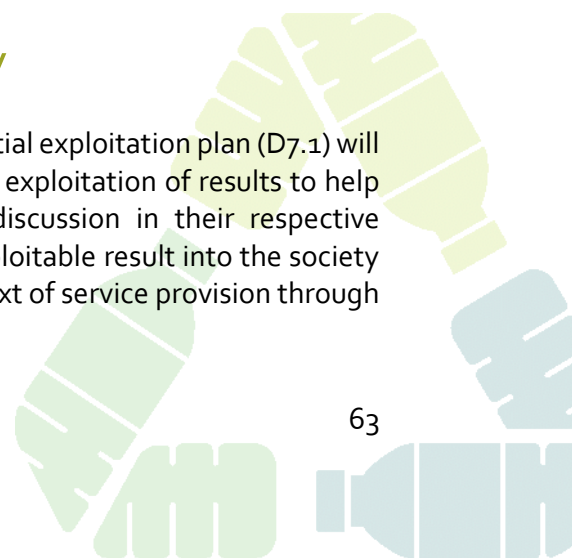 y
tial exploitation plan (D7.1) will
exploitation of results to help
discussion in their respective
loitable result into the society
xt of service provision through
63